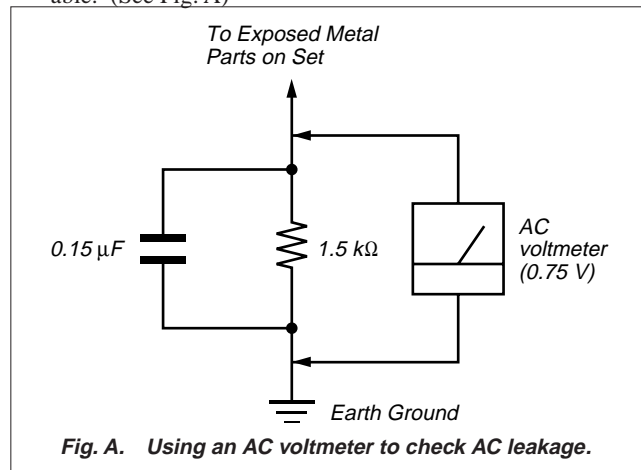 able. (See Fig. A)
To Exposed Metal
Parts on Set
0.15 µF
1.5 kΩ
AC
voltmeter
(0.75 V)
Earth Ground
Fig. A. Using an AC voltmeter to check AC leakage.